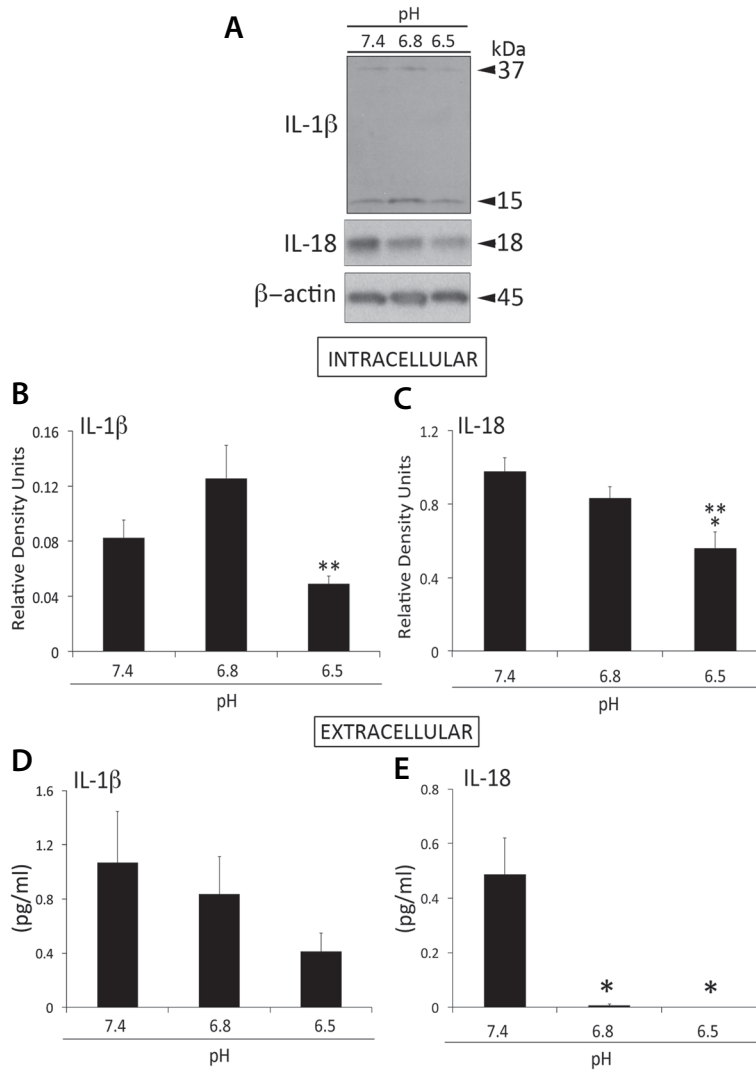 A
pH
7.4 6.8 6.5
kDa
37
IL-1β
15
IL-18
18
β−actin
45
INTRACELLULAR
B
IL-1β
Relative Density Units
0.16
0.12
0.08
0.04
0
**
7.4 6.8 6.5
pH
C
IL-18
Relative Density Units
1.2
0.8
0.4
0
**
*
7.4 6.8 6.5
pH
EXTRACELLULAR
D
IL-1β
(pg/ml)
1.6
1.2
0.8
0.4
0
7.4 6.8 6.5
pH
E
IL-18
(pg/ml)
0.8
0.6
0.4
0.2
0
* *
7.4 6.8 6.5
pH